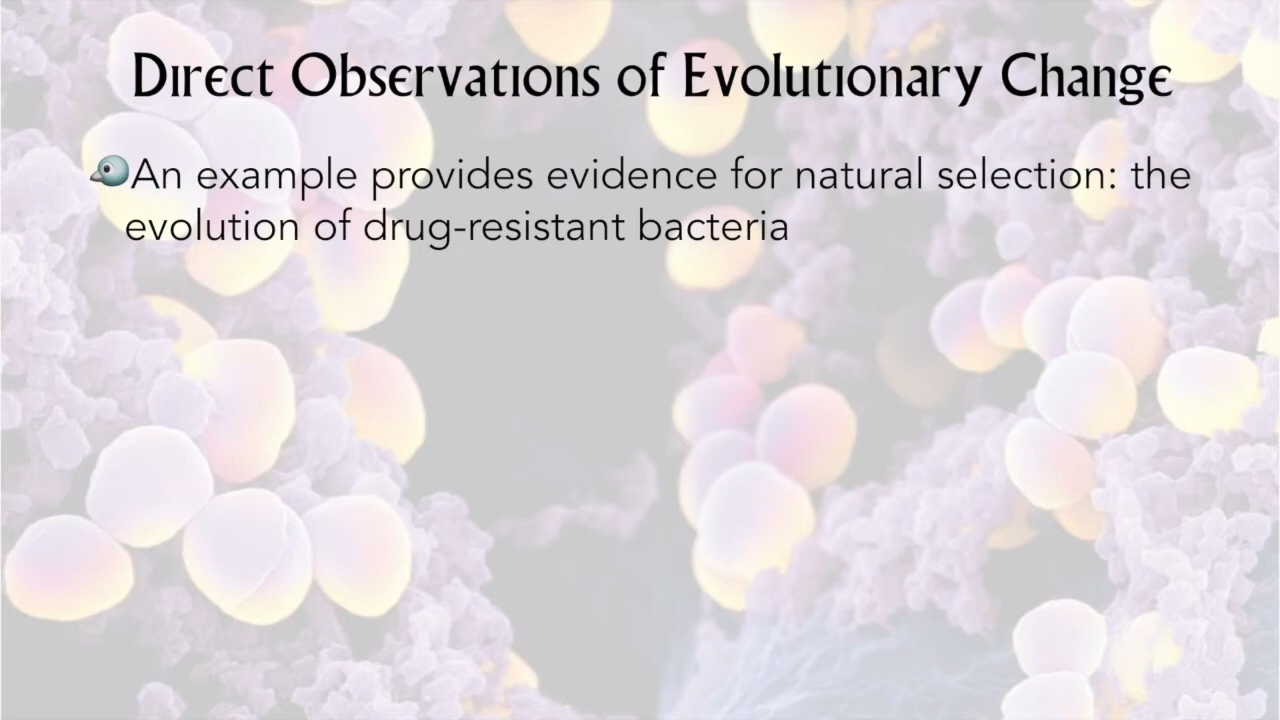 Direct Observations of Evolutionary Change
An example provides evidence for natural selection: the
evolution of drug-resistant bacteria